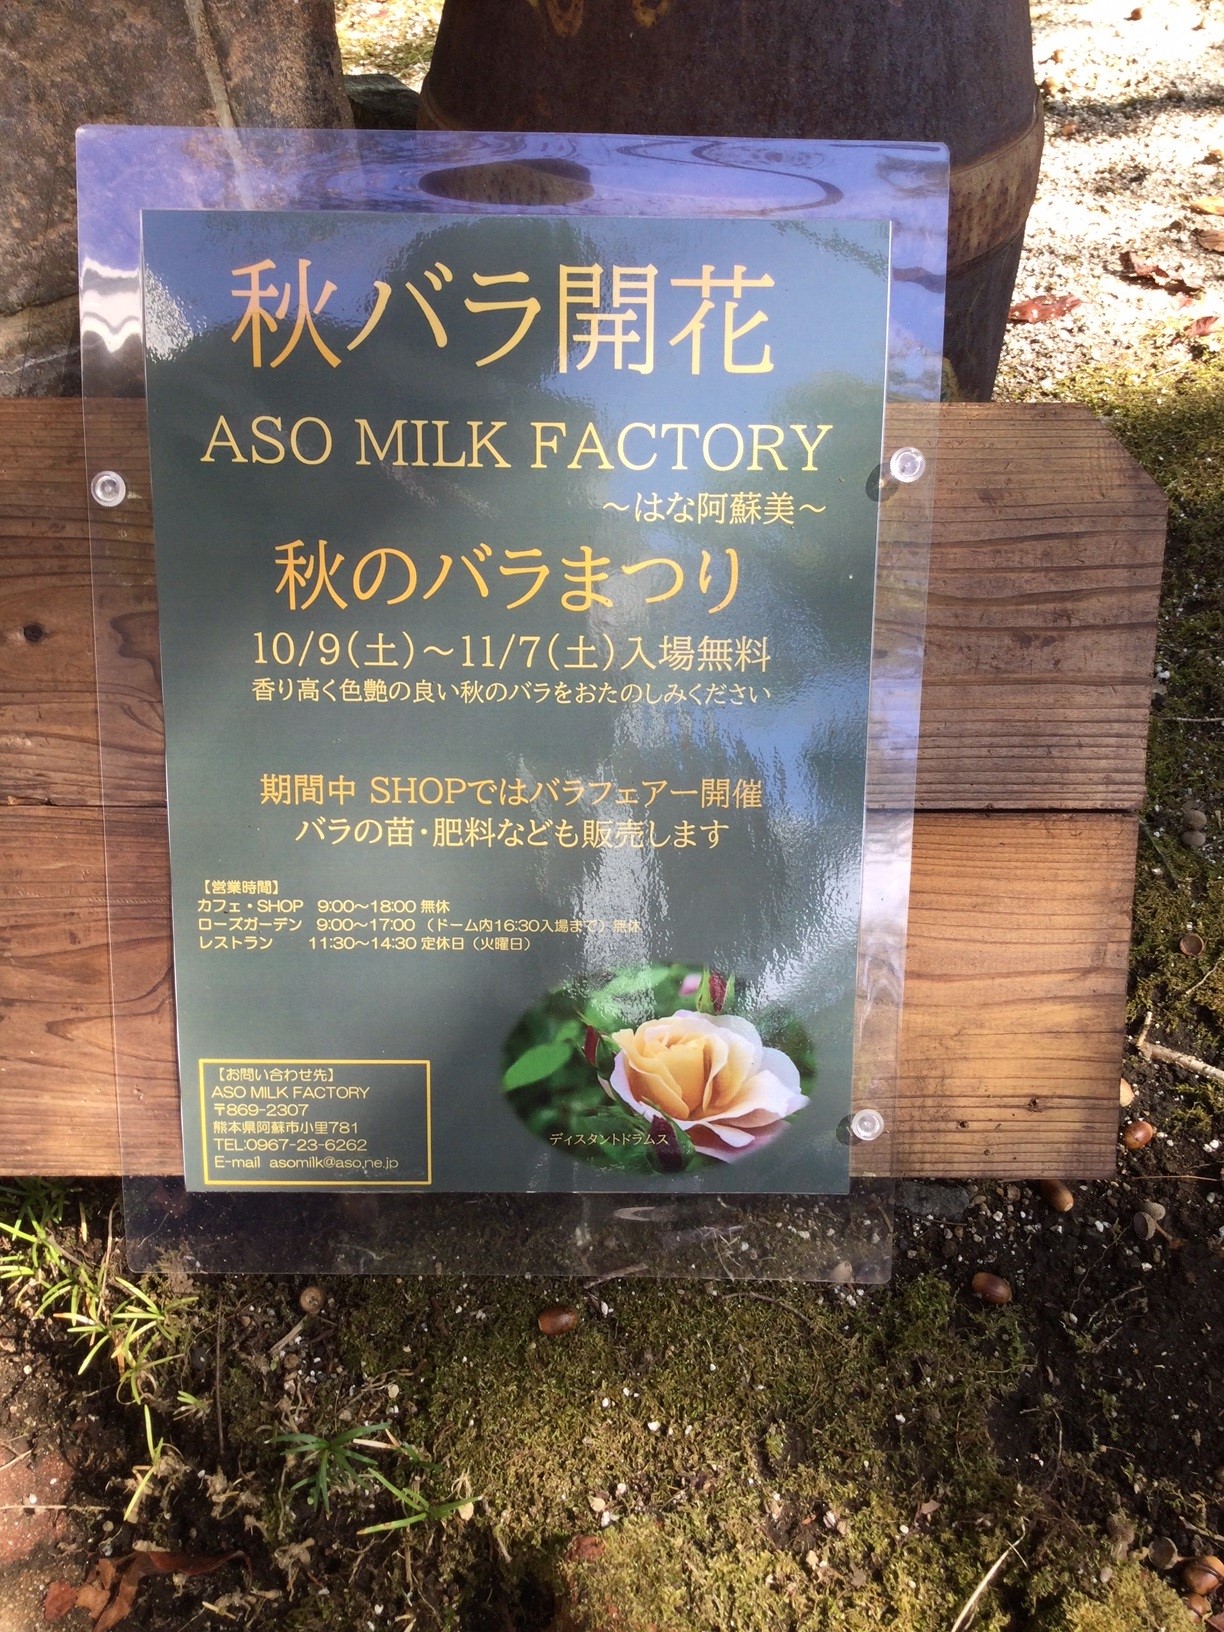 秋バラ開花
ASO MILK FACTORY
～はな阿蘇美～
秋のバラまつり
10/9(土)～11/7(土)入場無料
香り高く色艶の良い秋のバラをおたのしみください
期間中 SHOPではバラフェアー開催
バラの苗・肥料なども販売します
【営業時間】
カフェ・SHOP 9:00～18:00 無休
ローズガーデン 9:00～17:00 (ドーム内16:30入場まで) 無休
レストラン 11:30～14:30 定休日(火曜日)
【お問い合わせ先】
ASO MILK FACTORY
〒869-2307
熊本県阿蘇市小里781
TEL:0967-23-6262
E-mail asomilk@aso.ne.jp
ディスタントドラムス